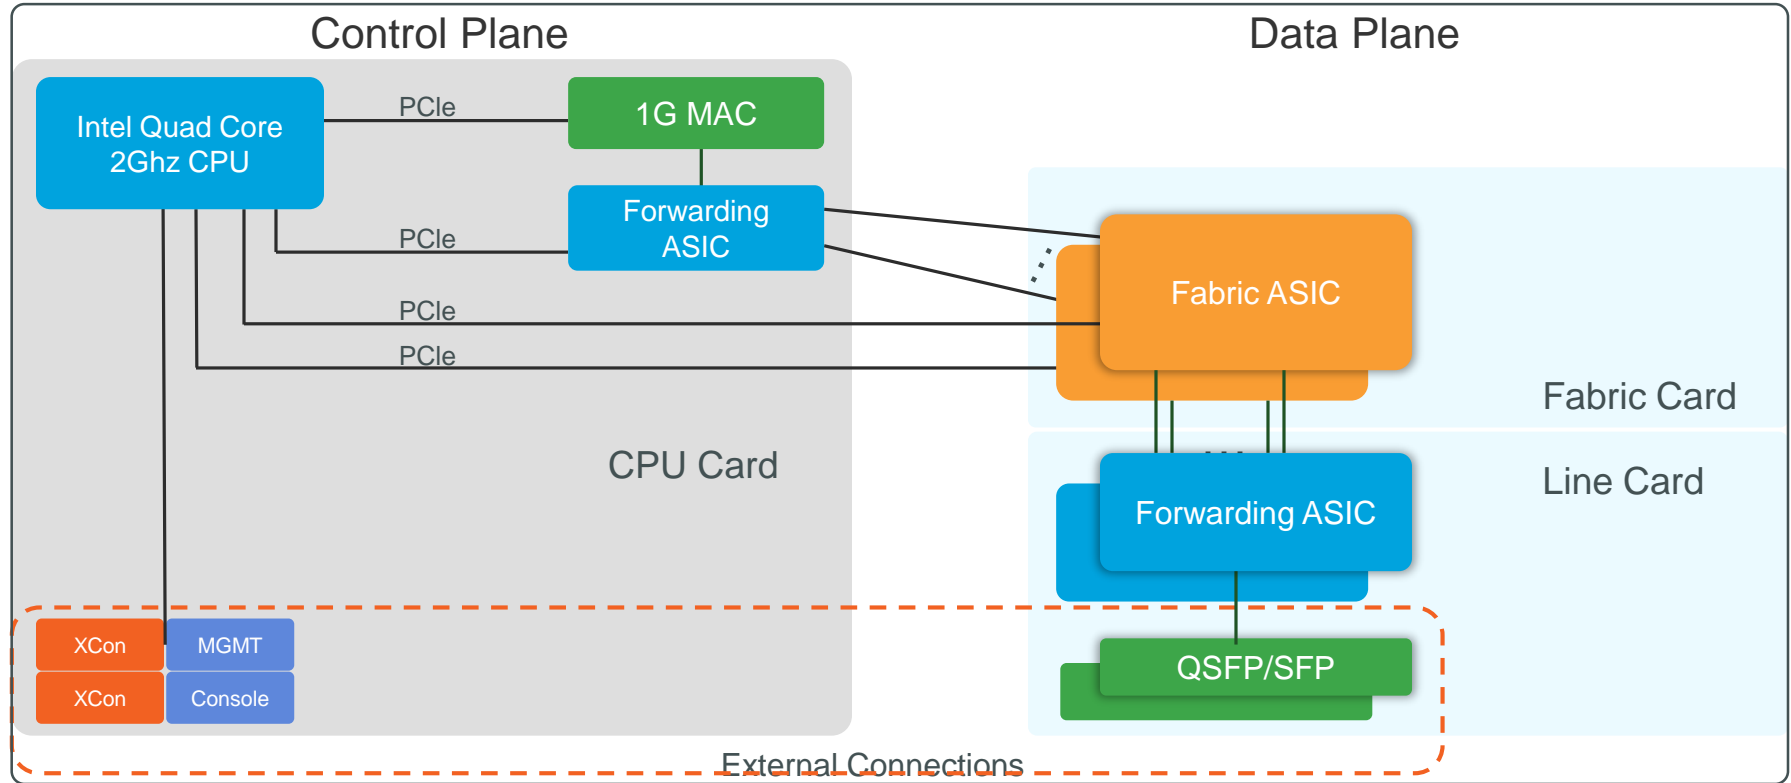 Control Plane
Data Plane
Intel Quad Core
2Ghz CPU
PCIe
1G MAC
Forwarding
ASIC
PCIe
PCIe
PCIe
Fabric ASIC
Fabric Card
CPU Card
Line Card
Forwarding ASIC
XCon
MGMT
XCon
Console
QSFP/SFP
External Connections